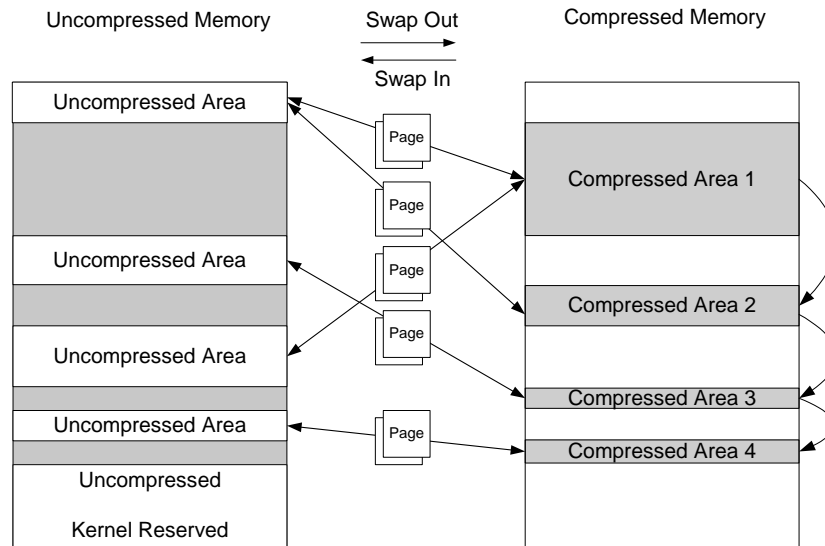 Uncompressed Memory
Swap Out
Swap In
Compressed Memory
Uncompressed Area
Uncompressed Area
Uncompressed Area
Uncompressed Area
Uncompressed
Kernel Reserved
Page
Page
Page
Page
Page
Compressed Area 1
Compressed Area 2
Compressed Area 3
Compressed Area 4